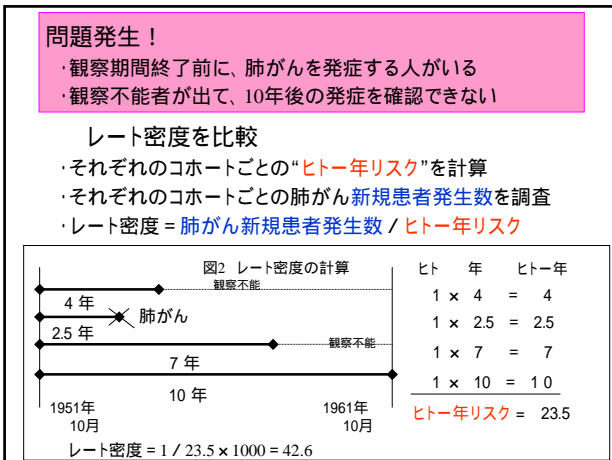 問題発生！
・観察期間終了前に、肺がんを発症する人がいる
・観察不能者が出て、10年後の発症を確認できない
レート密度を比較
・それぞれのコホートごとの“ヒトー年リスク”を計算
・それぞれのコホートごとの肺がん新規患者発生数を調査
・レート密度 = 肺がん新規患者発生数 / ヒトー年リスク
図2 レート密度の計算
観察不能
4 年
肺がん
2.5 年
観察不能
7 年
10 年
1951年
10月
1961年
10月
レート密度 = 1 / 23.5 × 1000 = 42.6
ヒト 年 ヒトー年
1 × 4 = 4
1 × 2.5 = 2.5
1 × 7 = 7
1 × 10 = 10
ヒトー年リスク = 23.5